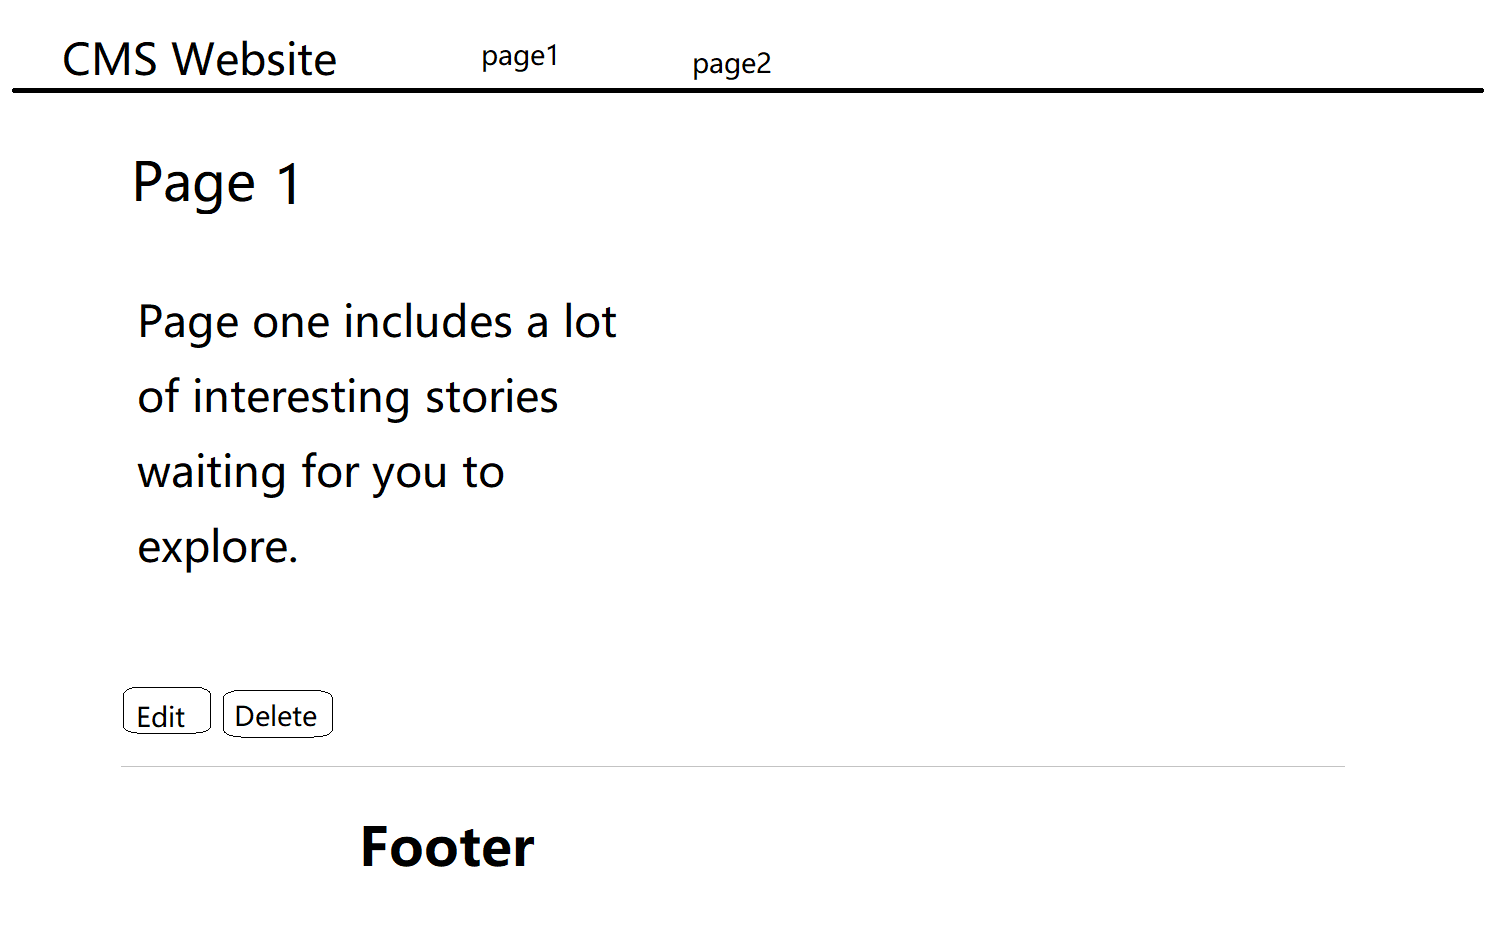 CMS Website page1 page2
Page 1
Page one includes a lot
of interesting stories
waiting for you to
explore.
Edit Delete
Footer